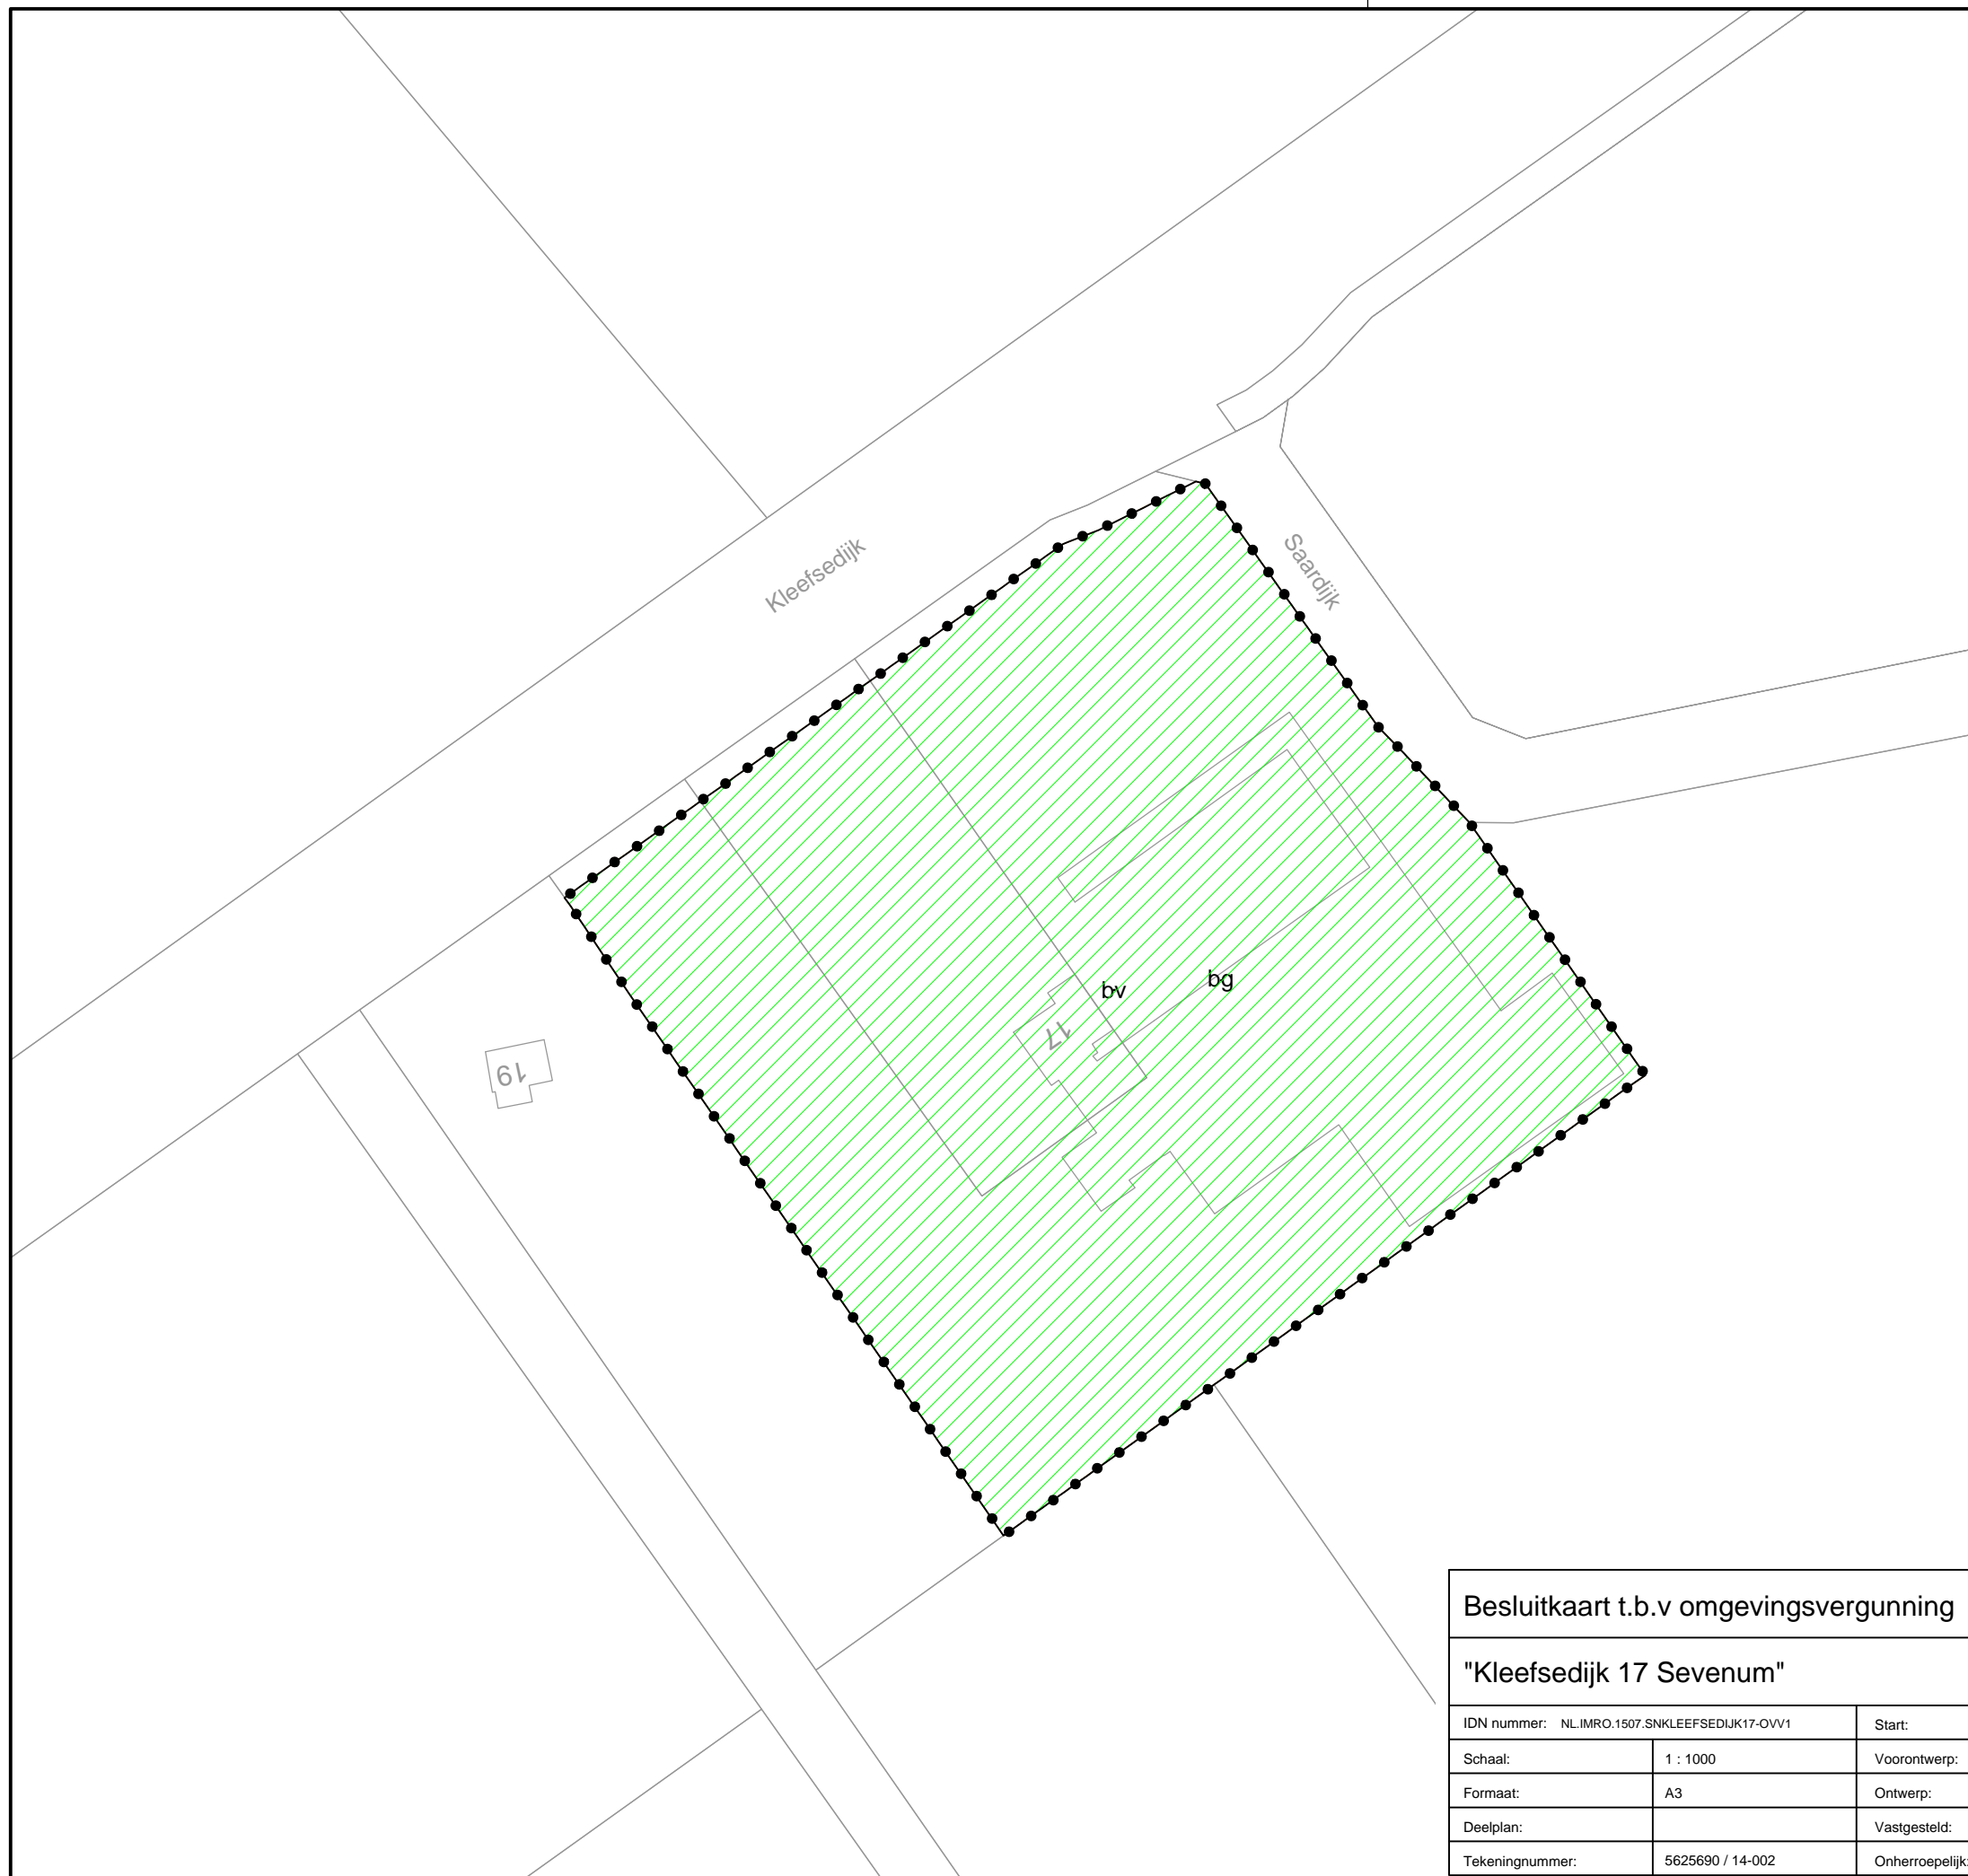 Kleefsedijk
Saardijk
bv
bg
17
19
Besluitkaart t.b.v omgevingsvergunning
"Kleefsedijk 17 Sevenum"
IDN nummer: NL.IMRO.1507.SNKLEEFSEDIJK17-OVV1 Start:
Schaal: 1 : 1000 Voorontwerp:
Formaat: A3 Ontwerp:
Deelplan: Vastgesteld:
Tekeningnummer: 5625690 / 14-002 Onherroepelijk: